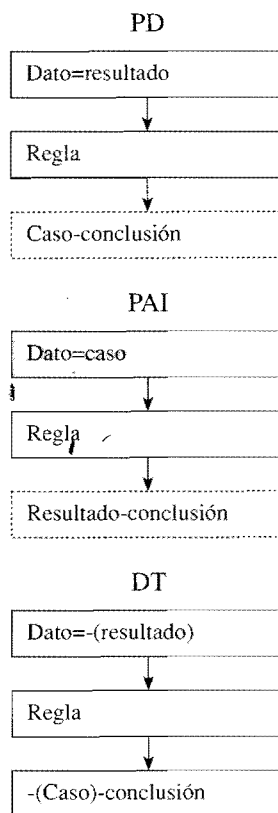 PD
Dato=resultado
Regla
Caso-conclusión
PAI
Dato=caso
Regla
Resultado-conclusión
DT
Dato=-(resultado)
Regla
-(Caso)-conclusión